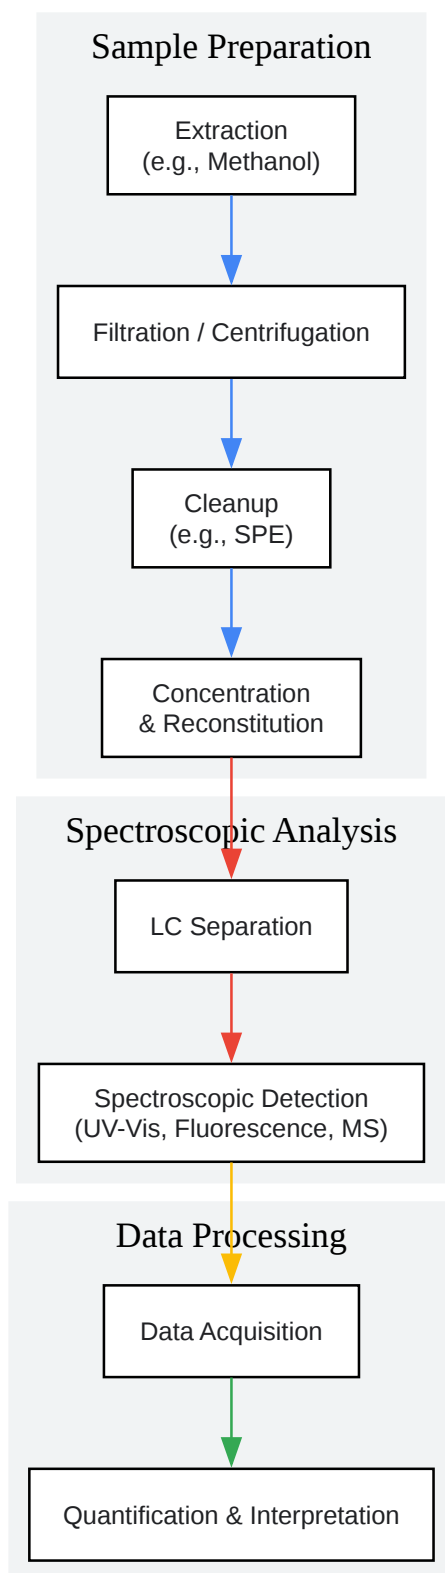 Sample Preparation
Extraction
(e.g., Methanol)
Filtration / Centrifugation
Cleanup
(e.g., SPE)
Concentration
& Reconstitution
Spectroscopic Analysis
LC Separation
Spectroscopic Detection
(UV-Vis, Fluorescence, MS)
Data Processing
Data Acquisition
Quantification & Interpretation